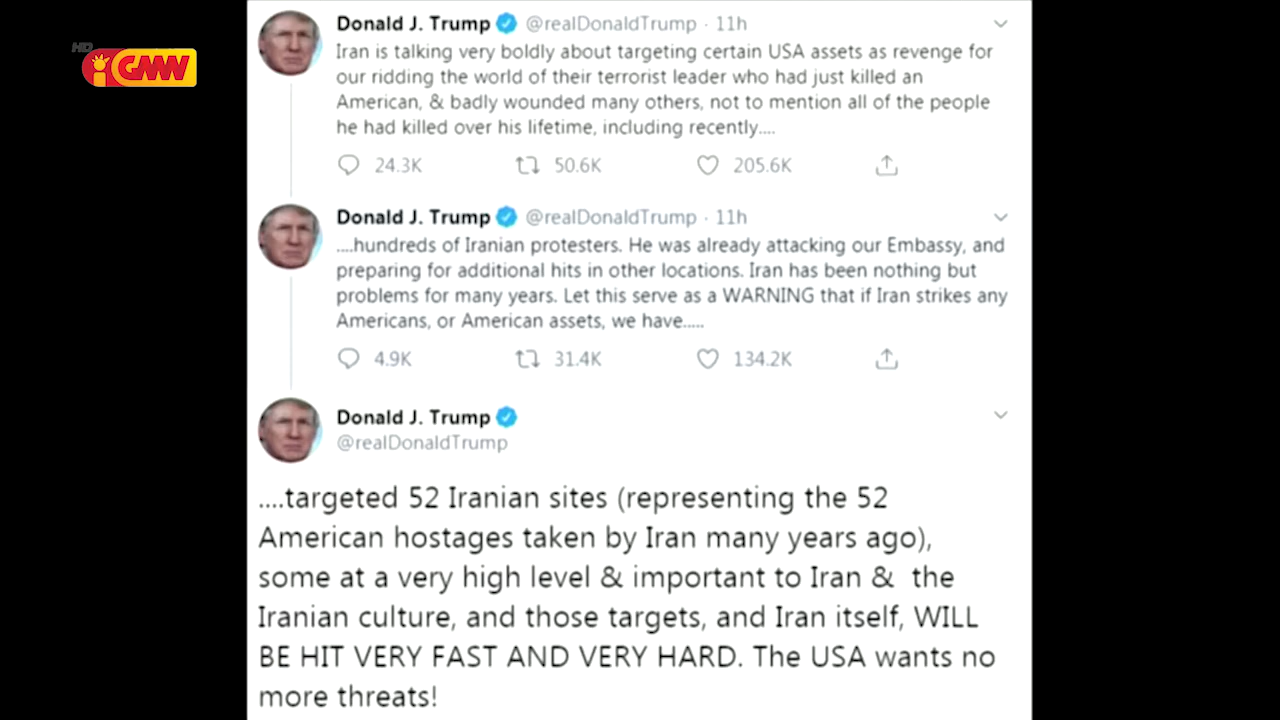 HD
iGMW
Donald J. Trump @realDonaldTrump · 11h
Iran is talking very boldly about targeting certain USA assets as revenge for
our ridding the world of their terrorist leader who had just killed an
American, & badly wounded many others, not to mention all of the people
he had killed over his lifetime, including recently....
24.3K 50.6K 205.6K
Donald J. Trump @realDonaldTrump · 11h
....hundreds of Iranian protesters. He was already attacking our Embassy, and
preparing for additional hits in other locations. Iran has been nothing but
problems for many years. Let this serve as a WARNING that if Iran strikes any
Americans, or American assets, we have.....
4.9K 31.4K 134.2K
Donald J. Trump
@realDonaldTrump
....targeted 52 Iranian sites (representing the 52
American hostages taken by Iran many years ago),
some at a very high level & important to Iran & the
Iranian culture, and those targets, and Iran itself, WILL
BE HIT VERY FAST AND VERY HARD. The USA wants no
more threats!